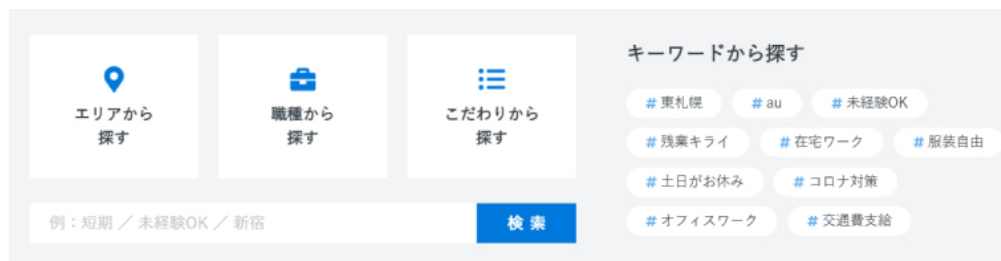 エリアから
探す
職種から
探す
こだわりから
探す
例：短期 ／ 未経験OK ／ 新宿
検索
キーワードから探す
# 東札幌 # au # 未経験OK
# 残業キライ # 在宅ワーク # 服装自由
# 土日がお休み # コロナ対策
# オフィスワーク # 交通費支給